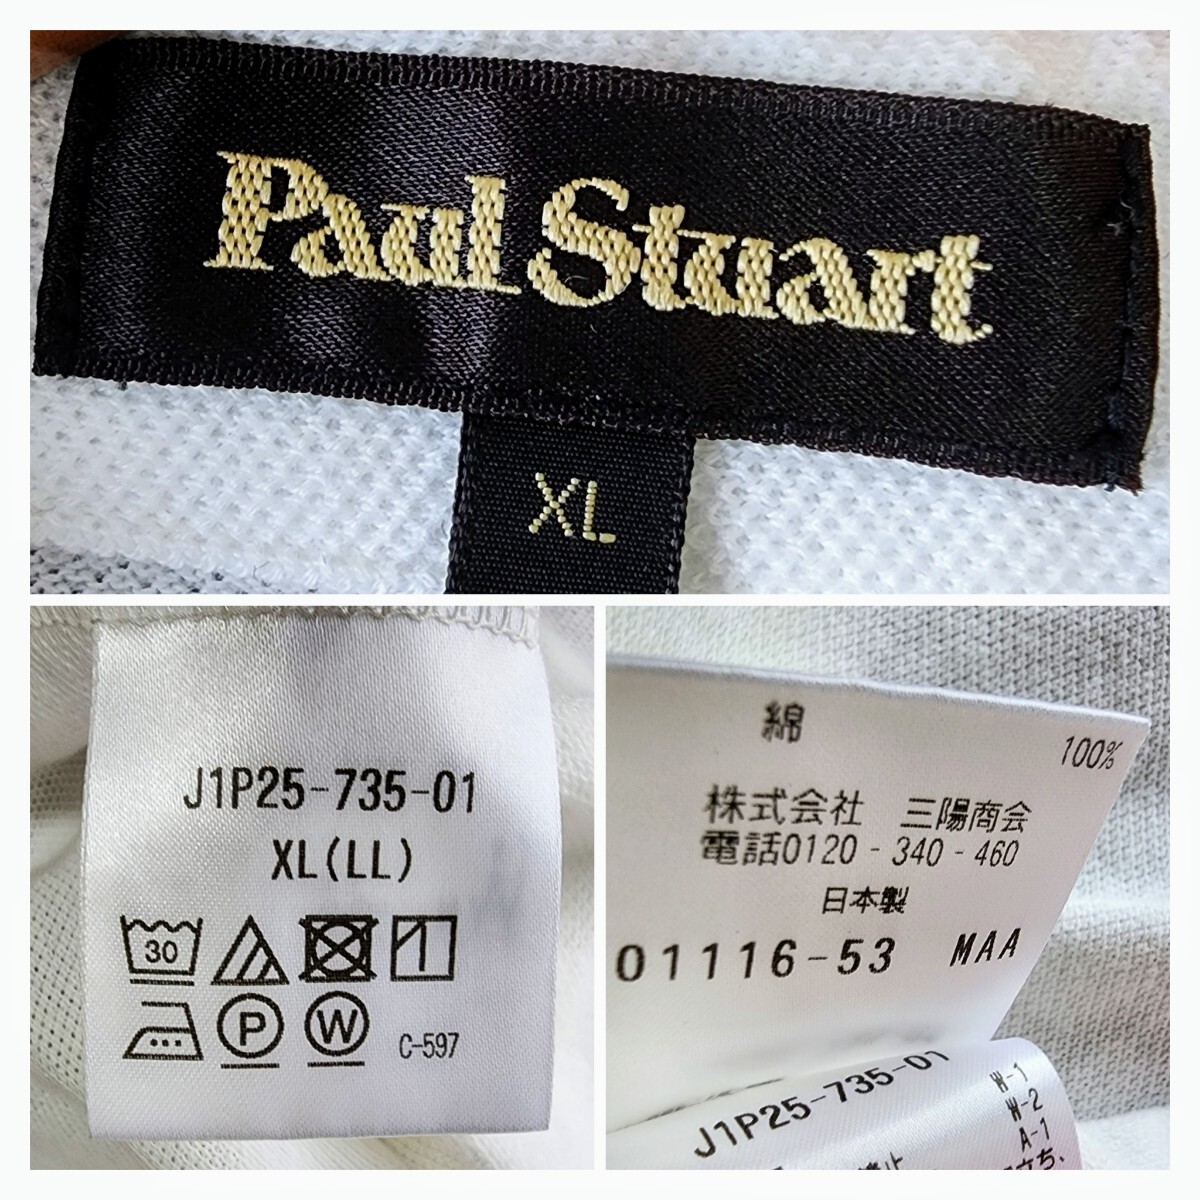 Paul Stuart
XL
J1P25-735-01
XL(LL)
30
P
W
C-597
綿
100%
株式会社 三陽商会
電話0120-340-460
日本製
01116-53 MAA
J1P25-735-01
W-1
W-2
A-1